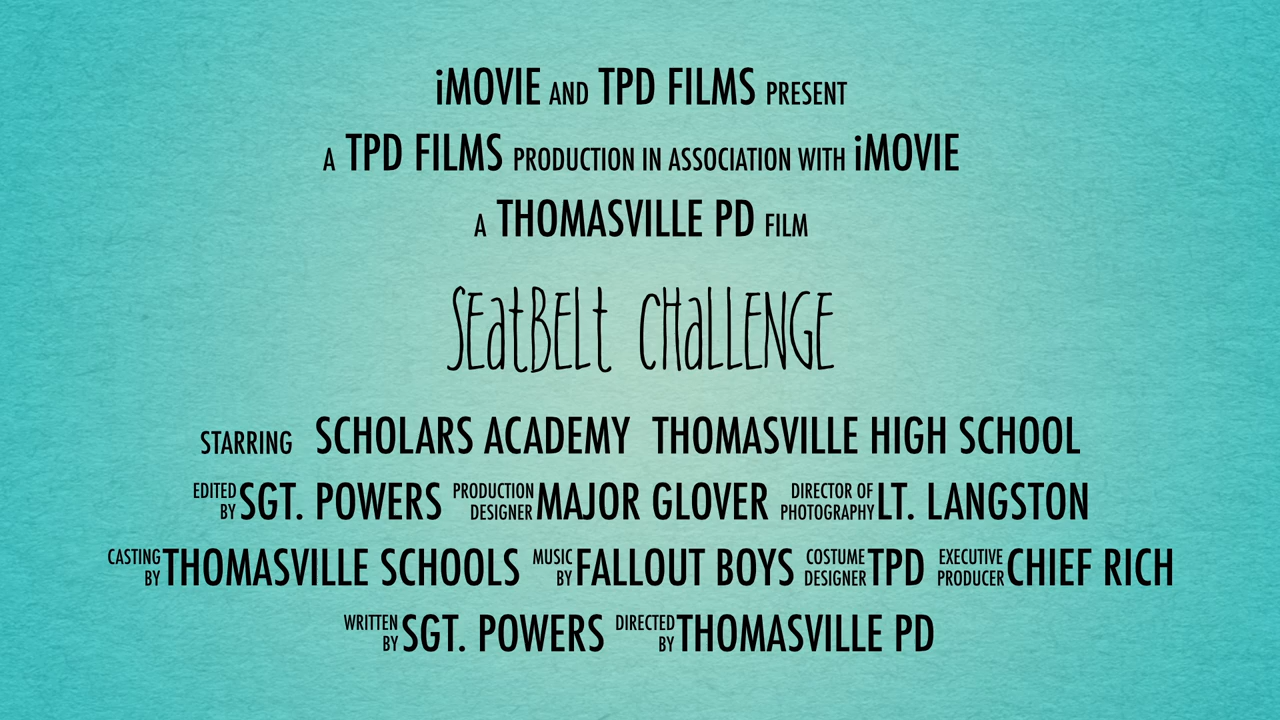 iMOVIE AND TPD FILMS PRESENT
A TPD FILMS PRODUCTION IN ASSOCIATION WITH iMOVIE
A THOMASVILLE PD FILM
SEatBELt CHaLLENGE
STARRING SCHOLARS ACADEMY THOMASVILLE HIGH SCHOOL
EDITED BY SGT. POWERS PRODUCTION DESIGNER MAJOR GLOVER DIRECTOR OF PHOTOGRAPHY LT. LANGSTON
CASTING BY THOMASVILLE SCHOOLS MUSIC BY FALLOUT BOYS COSTUME DESIGNER TPD EXECUTIVE PRODUCER CHIEF RICH
WRITTEN BY SGT. POWERS DIRECTED BY THOMASVILLE PD